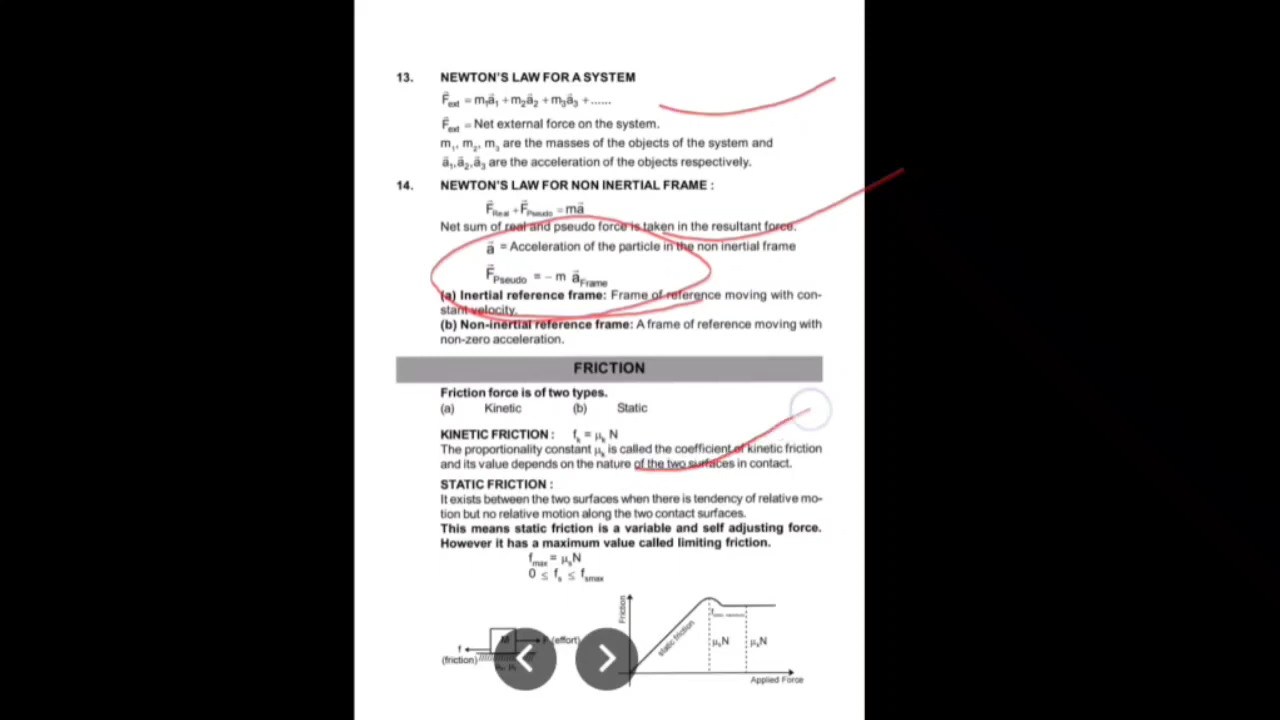 13. NEWTON'S LAW FOR A SYSTEM
F⃗ext = m₁a⃗₁ + m₂a⃗₂ + m₃a⃗₃ + ......
F⃗ext = Net external force on the system.
m₁, m₂, m₃ are the masses of the objects of the system and
a⃗₁,a⃗₂,a⃗₃ are the acceleration of the objects respectively.
14. NEWTON'S LAW FOR NON INERTIAL FRAME :
F⃗Real + F⃗Pseudo = ma⃗
Net sum of real and pseudo force is taken in the resultant force.
a⃗ = Acceleration of the particle in the non inertial frame
F⃗Pseudo = − m a⃗Frame
(a) Inertial reference frame: Frame of reference moving with con-
stant velocity.
(b) Non-inertial reference frame: A frame of reference moving with
non-zero acceleration.
FRICTION
Friction force is of two types.
(a) Kinetic (b) Static
KINETIC FRICTION : fₖ = μₖ N
The proportionality constant μₖ is called the coefficient of kinetic friction
and its value depends on the nature of the two surfaces in contact.
STATIC FRICTION :
It exists between the two surfaces when there is tendency of relative mo-
tion but no relative motion along the two contact surfaces.
This means static friction is a variable and self adjusting force.
However it has a maximum value called limiting friction.
fmax = μₛN
0 ≤ fₛ ≤ fsmax
f
(friction)
(effort)
Friction
static friction
μₛN
μₖN
Applied Force